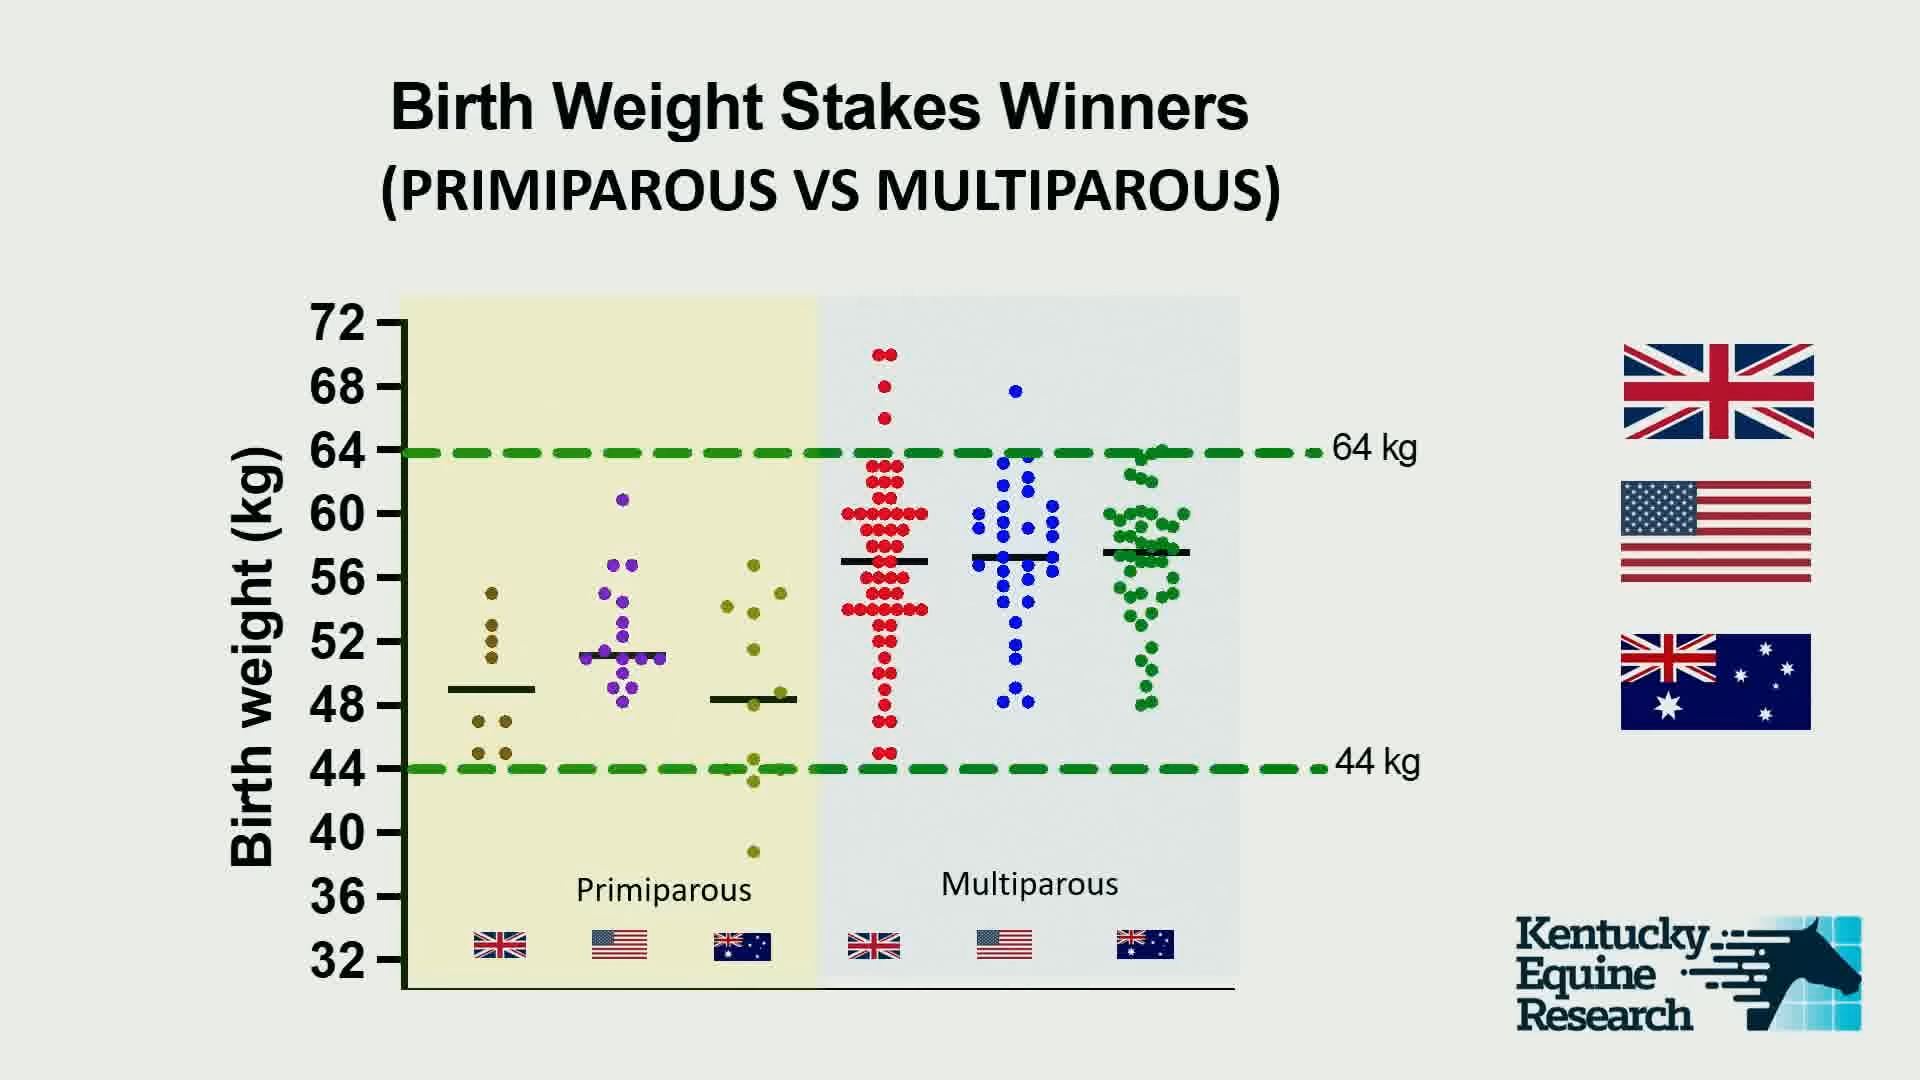 Birth Weight Stakes Winners
(PRIMIPAROUS VS MULTIPAROUS)
Birth weight (kg)
72
68
64
60
56
52
48
44
40
36
32
64 kg
44 kg
Primiparous
Multiparous
Kentucky
Equine
Research